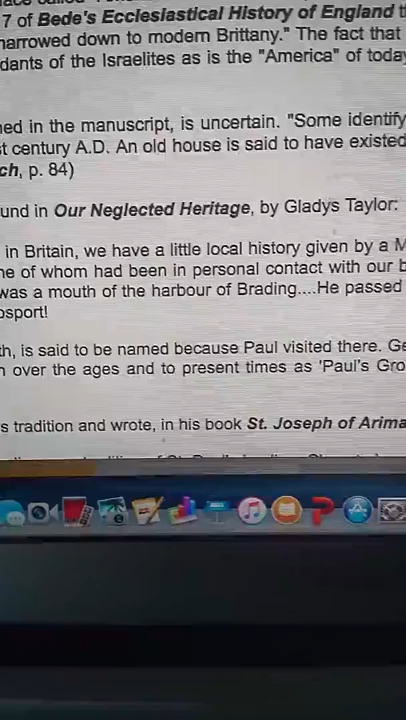 7 of Bede's Ecclesiastical History of England
narrowed down to modern Brittany." The fact that
dants of the Israelites as is the "America" of today
ned in the manuscript, is uncertain. "Some identify
st century A.D. An old house is said to have existed
ch, p. 84)
und in Our Neglected Heritage, by Gladys Taylor:
in Britain, we have a little local history given by a M
ne of whom had been in personal contact with our b
was a mouth of the harbour of Brading....He passed
osport!
th, is said to be named because Paul visited there. Ge
n over the ages and to present times as 'Paul's Gro
s tradition and wrote, in his book St. Joseph of Arima